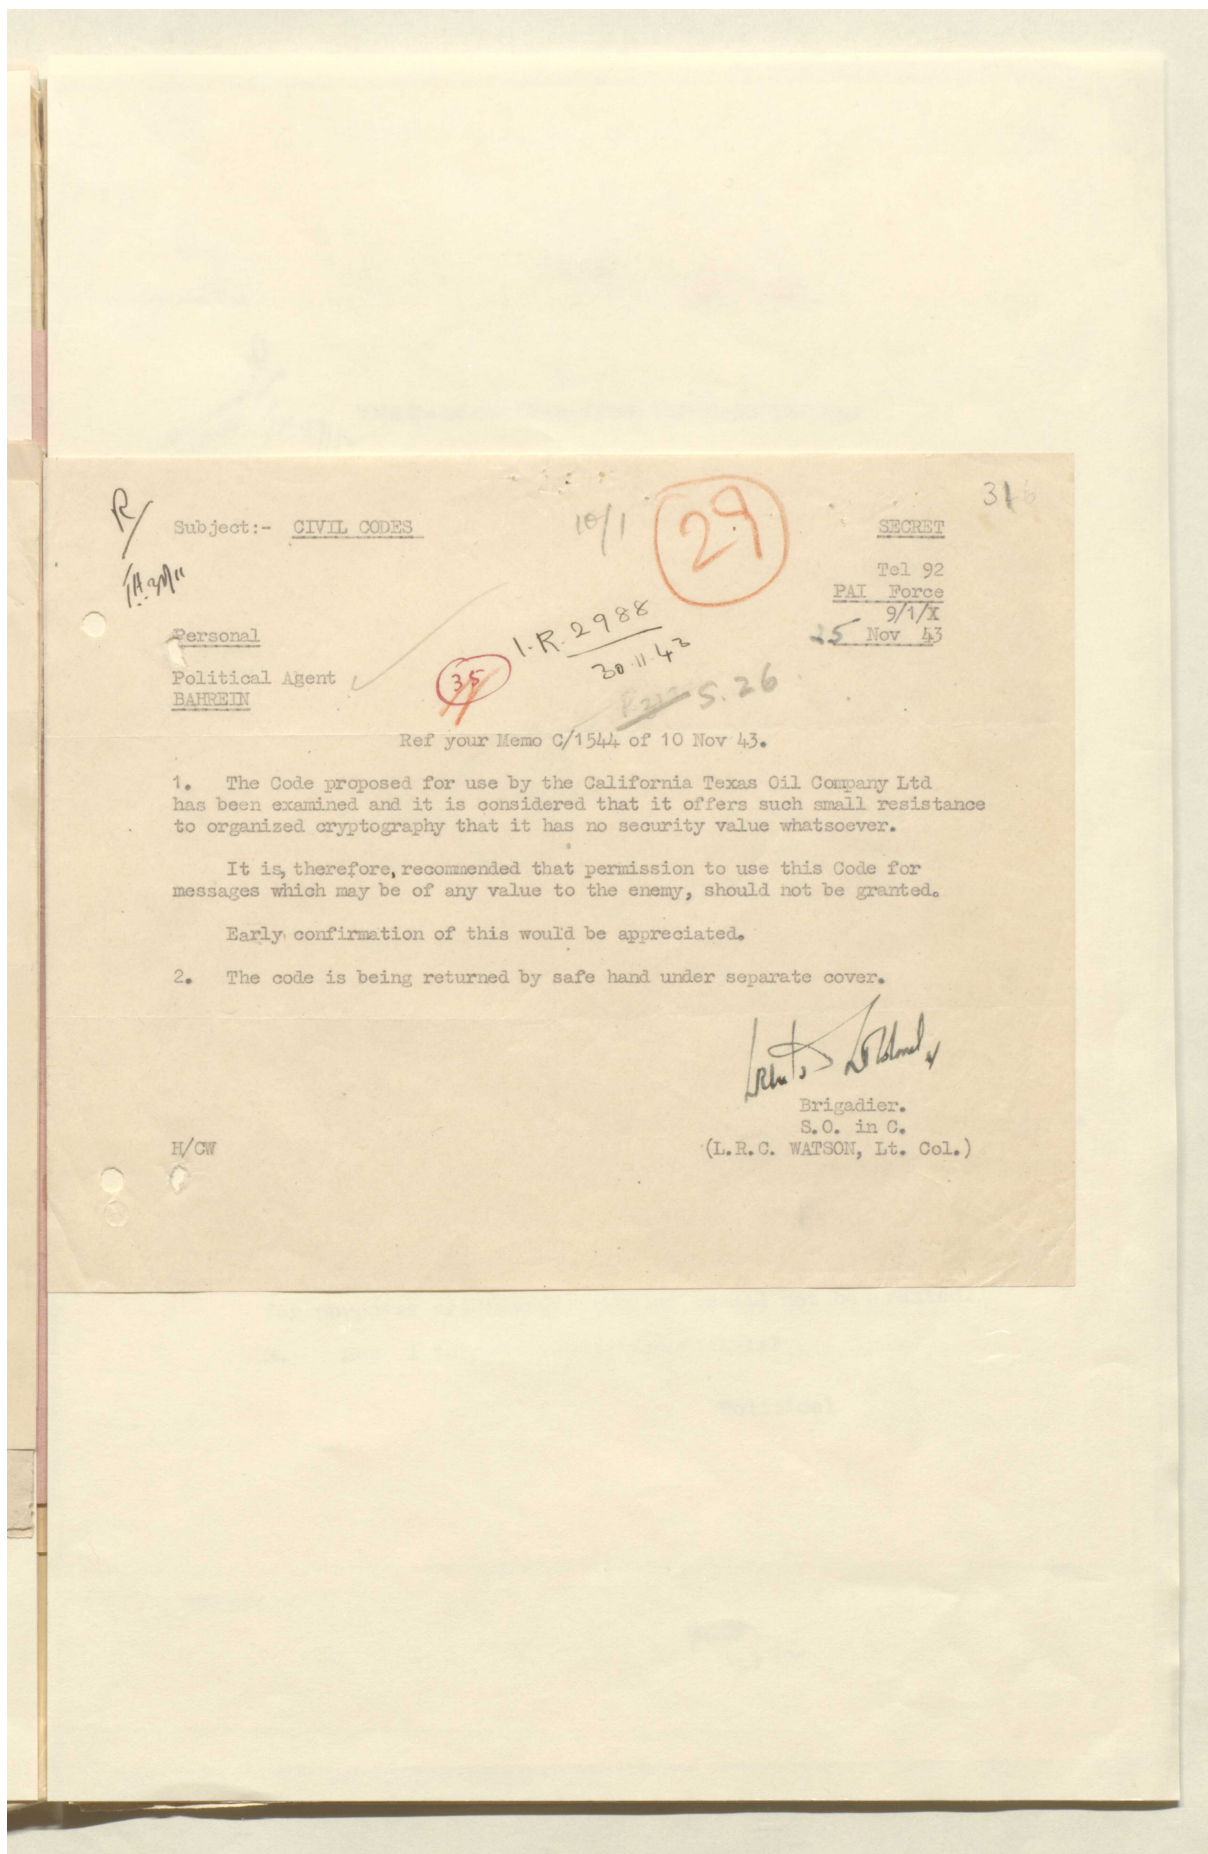 R/
316
Subject:- CIVIL CODES
10/1
29
SECRET
Tel 92
PAI Force
9/1/X
25 Nov 43
Personal
I.R. 2988
30.11.43
35
S. 26
Political Agent
BAHREIN
Ref your Memo C/1544 of 10 Nov 43.
1. The Code proposed for use by the California Texas Oil Company Ltd
has been examined and it is considered that it offers such small resistance
to organized cryptography that it has no security value whatsoever.
It is, therefore, recommended that permission to use this Code for
messages which may be of any value to the enemy, should not be granted.
Early confirmation of this would be appreciated.
2. The code is being returned by safe hand under separate cover.
Brigadier.
S.O. in C.
H/CW
(L.R.C. WATSON, Lt. Col.)